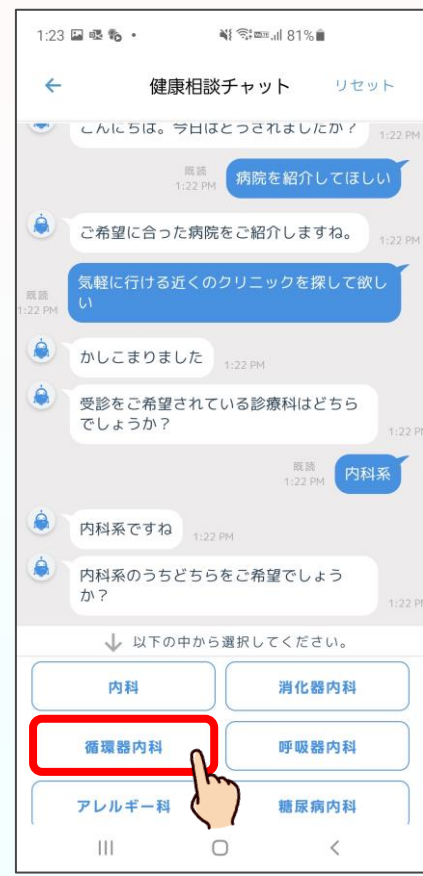 1:23 81%
← 健康相談チャット リセット
こんにちは。今日はどうされましたか？
1:22 PM
既読
1:22 PM
病院を紹介してほしい
ご希望に合った病院をご紹介しますね。
1:22 PM
気軽に行ける近くのクリニックを探して欲し
い
既読
1:22 PM
かしこまりました
1:22 PM
受診をご希望されている診療科はどちら
でしょうか？
1:22 PM
既読
1:22 PM
内科系
内科系ですね
1:22 PM
内科系のうちどちらをご希望でしょう
か？
1:22 PM
↓ 以下の中から選択してください。
内科 消化器内科
循環器内科 呼吸器内科
アレルギー科 糖尿病内科